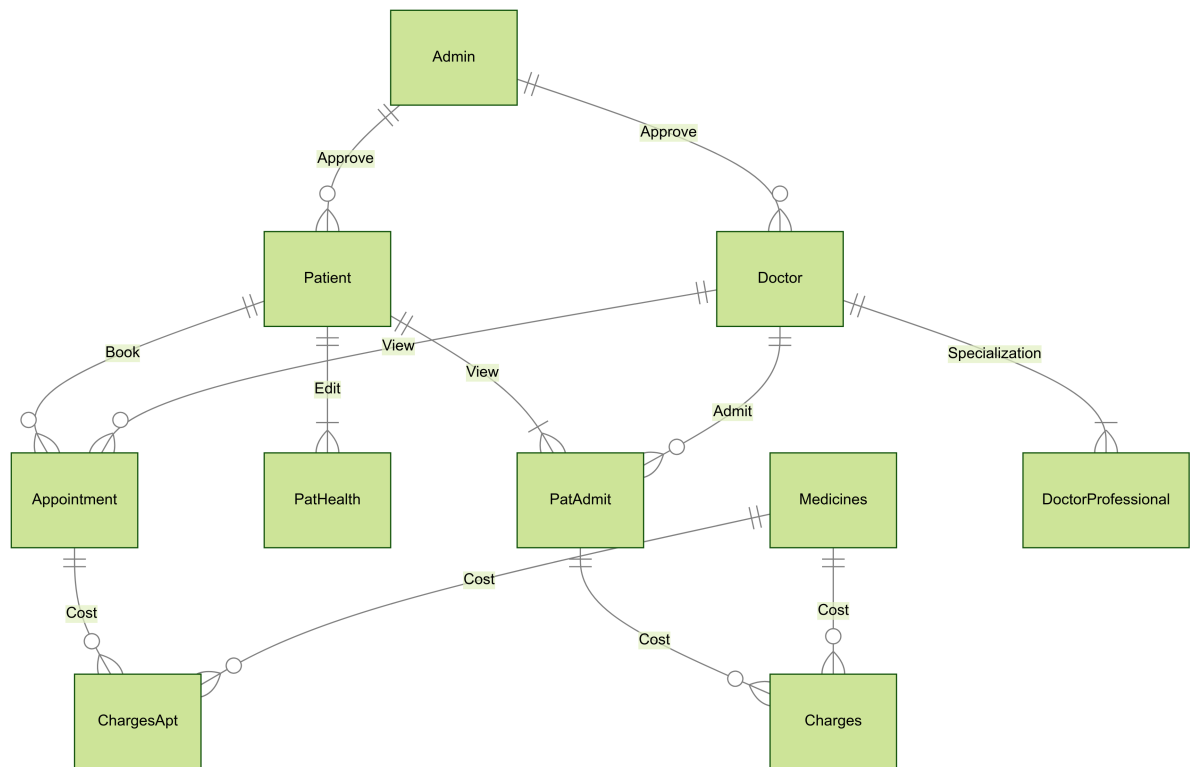 Admin
Approve
Approve
Patient
Doctor
View
Book
Specialization
View
Edit
Admit
Appointment
PatHealth
PatAdmit
Medicines
DoctorProfessional
Cost
Cost
Cost
Cost
ChargesApt
Charges